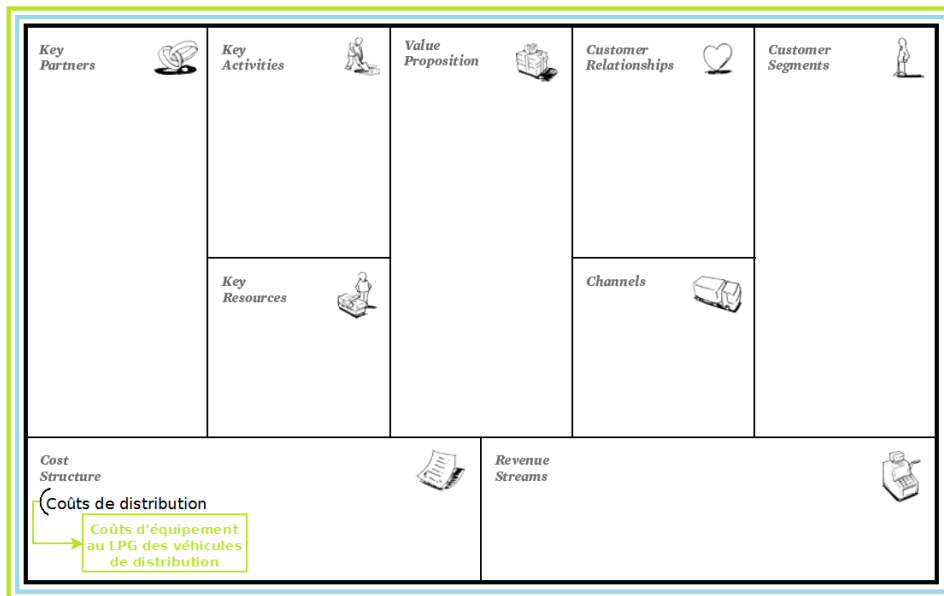 Key
Partners
Key
Activities
Value
Proposition
Customer
Relationships
Customer
Segments
Key
Resources
Channels
Cost
Structure
Coûts de distribution
Coûts d'équipement
au LPG des véhicules
de distribution
Revenue
Streams